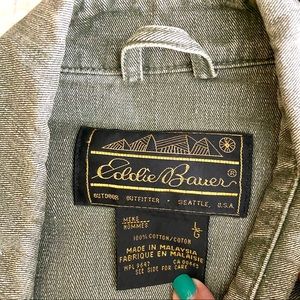 Eddie Bauer®
OUTDOOR OUTFITTER • SEATTLE, U.S.A.
MENS
HOMMES
L
G
100% COTTON/COTON
MADE IN MALAYSIA
FABRIQUE EN MALAISIE
SEE SIDE FOR CARE